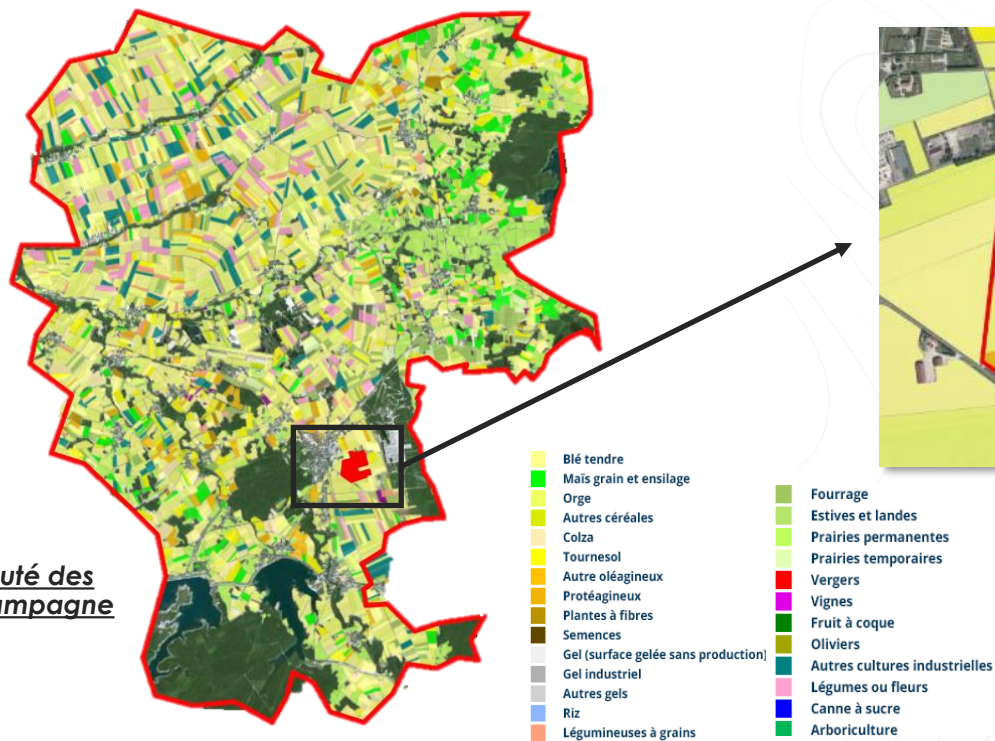 uté des
ampagne
Blé tendre
Maïs grain et ensilage
Orge
Autres céréales
Colza
Tournesol
Autre oléagineux
Protéagineux
Plantes à fibres
Semences
Gel (surface gelée sans production)
Gel industriel
Autres gels
Riz
Légumineuses à grains
Fourrage
Estives et landes
Prairies permanentes
Prairies temporaires
Vergers
Vignes
Fruit à coque
Oliviers
Autres cultures industrielles
Légumes ou fleurs
Canne à sucre
Arboriculture